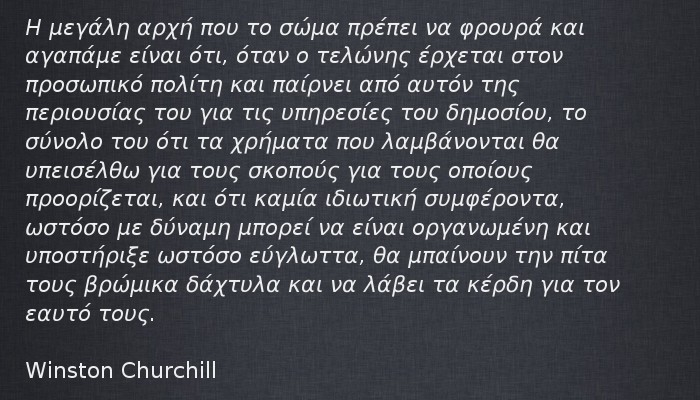 Η μεγάλη αρχή που το σώμα πρέπει να φρουρά και
αγαπάμε είναι ότι, όταν ο τελώνης έρχεται στον
προσωπικό πολίτη και παίρνει από αυτόν της
περιουσίας του για τις υπηρεσίες του δημοσίου, το
σύνολο του ότι τα χρήματα που λαμβάνονται θα
υπεισέλθω για τους σκοπούς για τους οποίους
προορίζεται, και ότι καμία ιδιωτική συμφέροντα,
ωστόσο με δύναμη μπορεί να είναι οργανωμένη και
υποστήριξε ωστόσο εύγλωττα, θα μπαίνουν την πίτα
τους βρώμικα δάχτυλα και να λάβει τα κέρδη για τον
εαυτό τους.
Winston Churchill